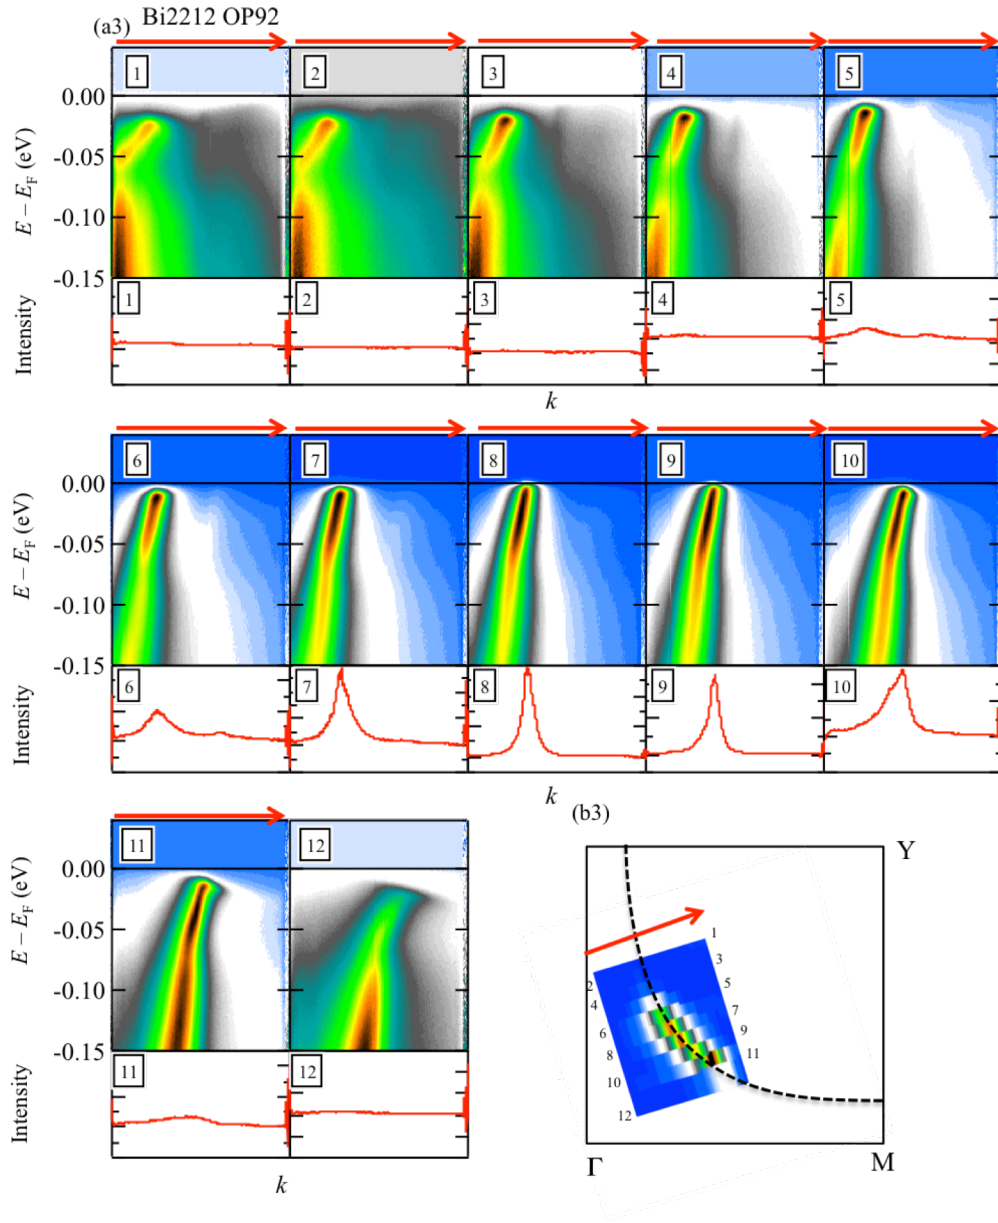 (a3) Bi2212 OP92
1 2 3 4 5
0.00
-0.05
-0.10
-0.15
E − E_F (eV)
1 2 3 4 5
Intensity
k
6 7 8 9 10
0.00
-0.05
-0.10
-0.15
E − E_F (eV)
6 7 8 9 10
Intensity
k
(b3)
11 12
0.00
-0.05
-0.10
-0.15
E − E_F (eV)
11 12
Intensity
k
Y
1
3
2
5
4
7
6
9
8
11
10
12
Γ M